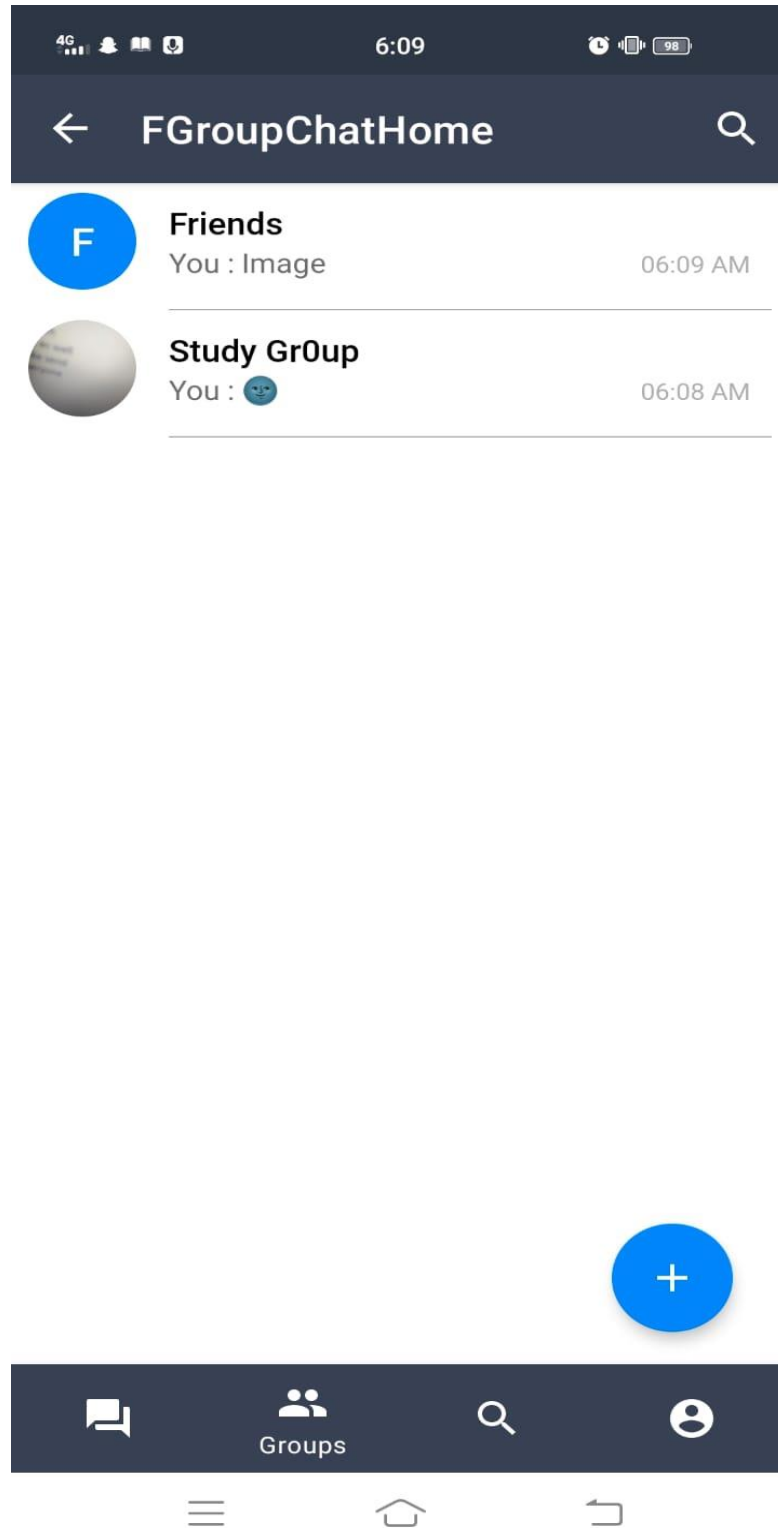 4G 6:09 98
FGroupChatHome
F
Friends
You : Image 06:09 AM
Study Gr0up
You : 🌚 06:08 AM
+
Groups